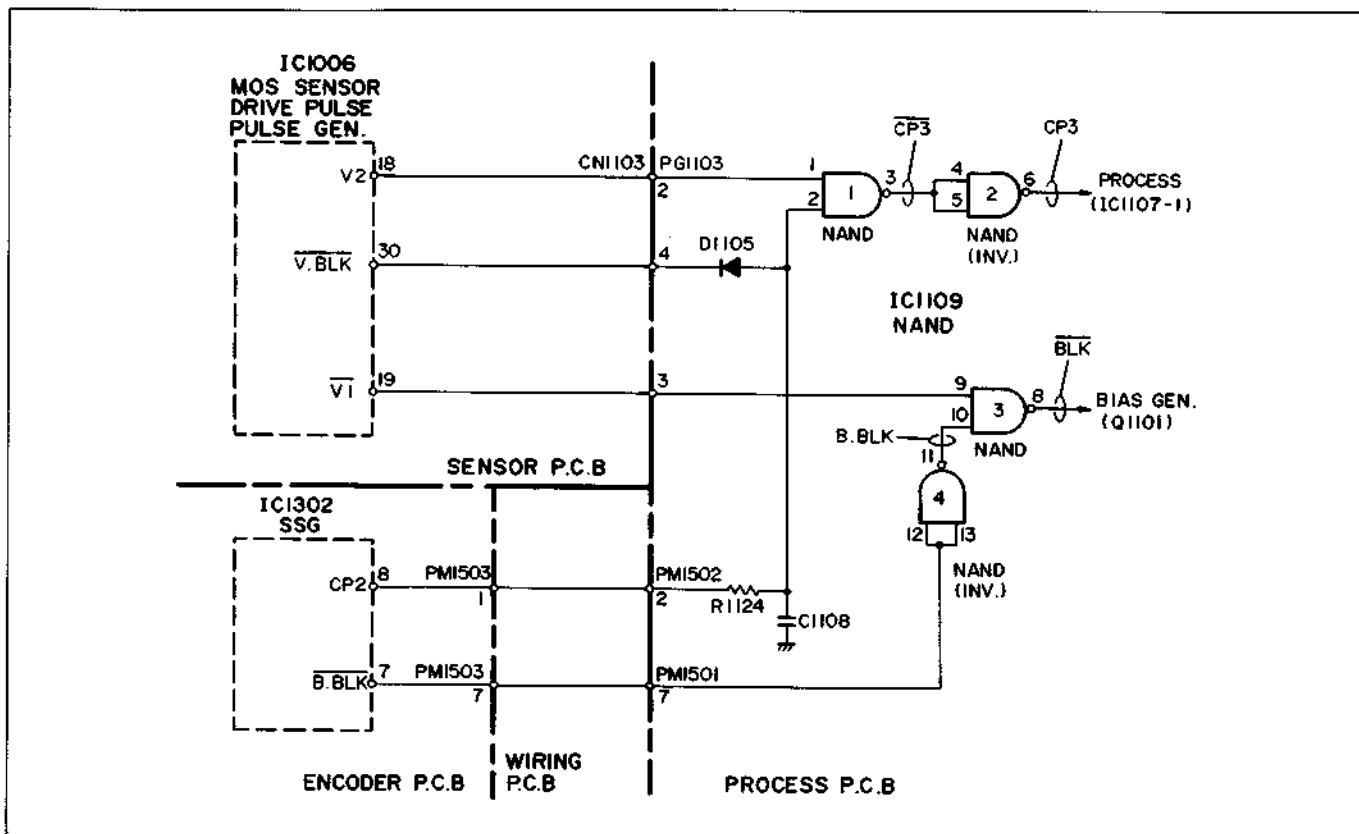 IC1006
MOS SENSOR
DRIVE PULSE
PULSE GEN.
V2
18
CN1103
PG1103
2
1
2
1
NAND
3
CP3
4
5
2
6
NAND
(INV.)
CP3
PROCESS
(IC1107-1)
V.BLK
30
4
D1105
IC1109
NAND
V1
19
3
9
10
3
8
NAND
BLK
BIAS GEN.
(Q1101)
B.BLK
11
4
12
13
NAND
(INV.)
SENSOR P.C.B
IC1302
SSG
CP2
8
PM1503
1
PM1502
2
R1124
C1108
B.BLK
7
PM1503
7
PM1501
7
ENCODER P.C.B
WIRING
P.C.B
PROCESS P.C.B